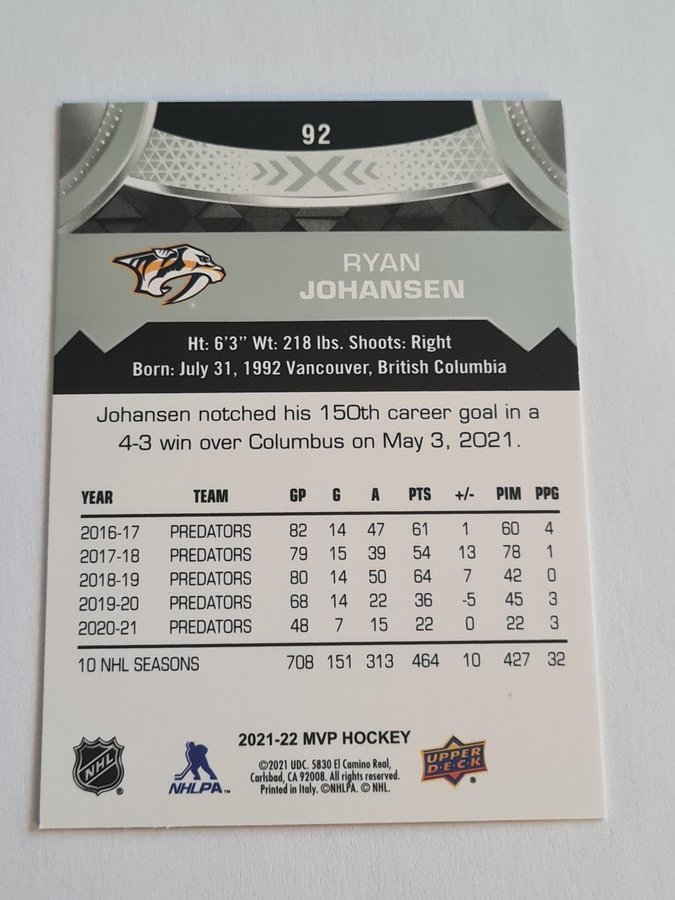 92
RYAN
JOHANSEN
Ht: 6'3" Wt: 218 lbs. Shoots: Right
Born: July 31, 1992 Vancouver, British Columbia
Johansen notched his 150th career goal in a
4-3 win over Columbus on May 3, 2021.
YEAR TEAM GP G A PTS +/- PIM PPG
2016-17 PREDATORS 82 14 47 61 1 60 4
2017-18 PREDATORS 79 15 39 54 13 78 1
2018-19 PREDATORS 80 14 50 64 7 42 0
2019-20 PREDATORS 68 14 22 36 -5 45 3
2020-21 PREDATORS 48 7 15 22 0 22 3
10 NHL SEASONS 708 151 313 464 10 427 32
2021-22 MVP HOCKEY
©2021 UDC. 5830 El Camino Real,
Carlsbad, CA 92008. All rights reserved.
Printed in Italy. ©NHLPA. © NHL.
NHL ®
NHLPA™
UPPER
D·E·C·K ®